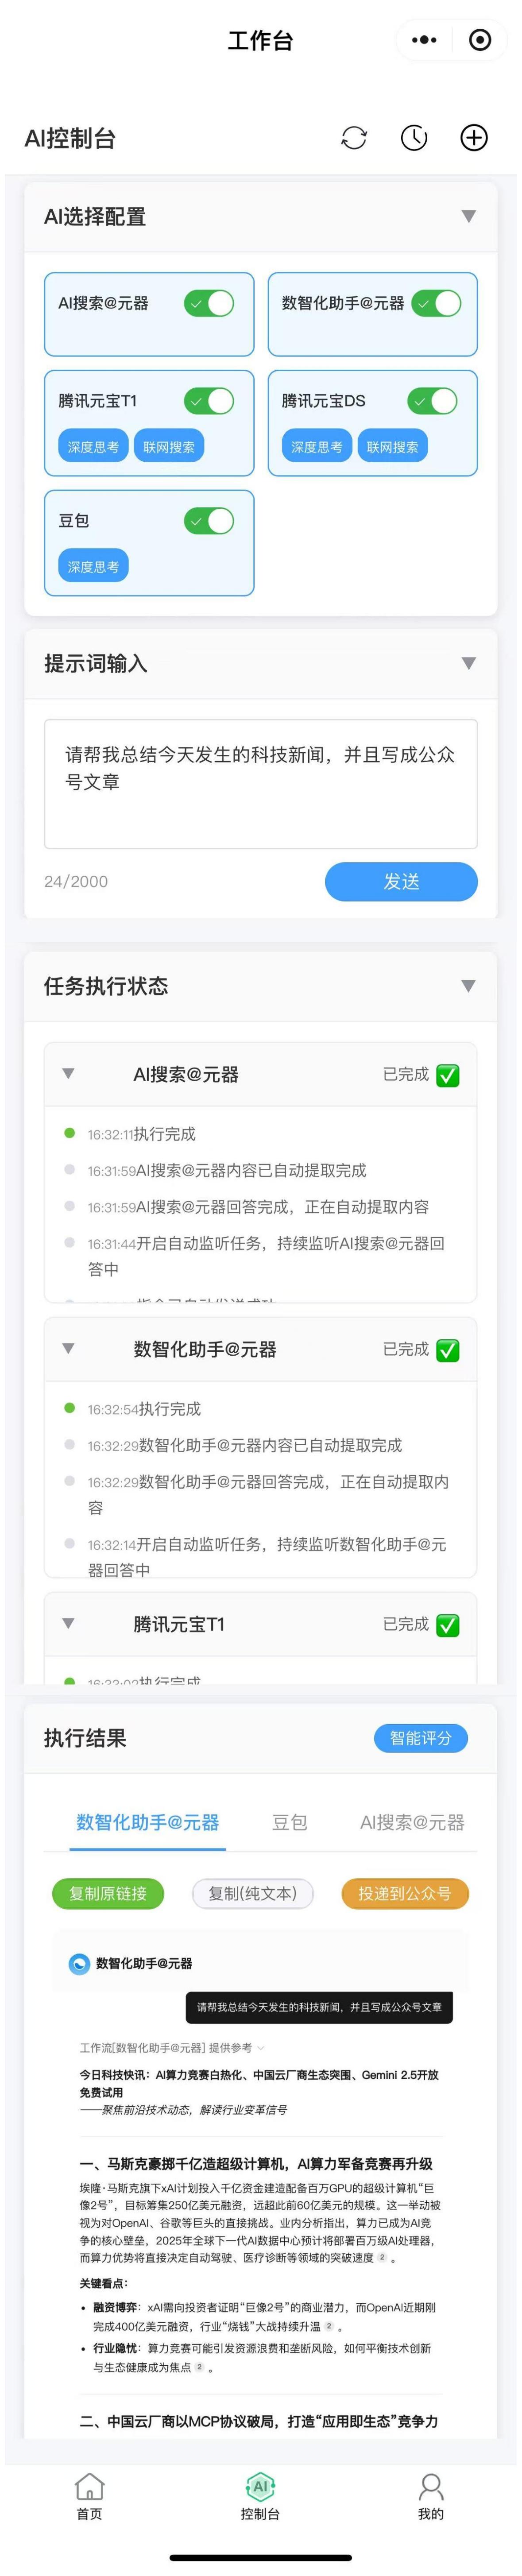 工作台
AI控制台
AI选择配置
AI搜索@元器
数智化助手@元器
腾讯元宝T1
腾讯元宝DS
深度思考
联网搜索
深度思考
联网搜索
豆包
深度思考
提示词输入
请帮我总结今天发生的科技新闻，并且写成公众
号文章
24/2000
发送
任务执行状态
AI搜索@元器
已完成
16:32:11执行完成
16:31:59AI搜索@元器内容已自动提取完成
16:31:59AI搜索@元器回答完成，正在自动提取内容
16:31:44开启自动监听任务，持续监听AI搜索@元器回
答中
数智化助手@元器
已完成
16:32:54执行完成
16:32:29数智化助手@元器内容已自动提取完成
16:32:29数智化助手@元器回答完成，正在自动提取内
容
16:32:14开启自动监听任务，持续监听数智化助手@元
器回答中
腾讯元宝T1
已完成
16:33:02执行完成
执行结果
智能评分
数智化助手@元器
豆包
AI搜索@元器
复制原链接
复制(纯文本)
投递到公众号
数智化助手@元器
请帮我总结今天发生的科技新闻，并且写成公众号文章
工作流[数智化助手@元器] 提供参考
今日科技快讯：AI算力竞赛白热化、中国云厂商生态突围、Gemini 2.5开放
免费试用
——聚焦前沿技术动态，解读行业变革信号
一、马斯克豪掷千亿造超级计算机，AI算力军备竞赛再升级
埃隆·马斯克旗下xAI计划投入千亿资金建造配备百万GPU的超级计算机“巨
像2号”，目标筹集250亿美元融资，远超此前60亿美元的规模。这一举动被
视为对OpenAI、谷歌等巨头的直接挑战。业内分析指出，算力已成为AI竞
争的核心壁垒，2025年全球下一代AI数据中心预计将部署百万级AI处理器，
而算力优势将直接决定自动驾驶、医疗诊断等领域的突破速度 2 。
关键看点：
• 融资博弈：xAI需向投资者证明“巨像2号”的商业潜力，而OpenAI近期刚
完成400亿美元融资，行业“烧钱”大战持续升温 2 。
• 行业隐忧：算力竞赛可能引发资源浪费和垄断风险，如何平衡技术创新
与生态健康成为焦点 2 。
二、中国云厂商以MCP协议破局，打造“应用即生态”竞争力
首页
AI
控制台
我的